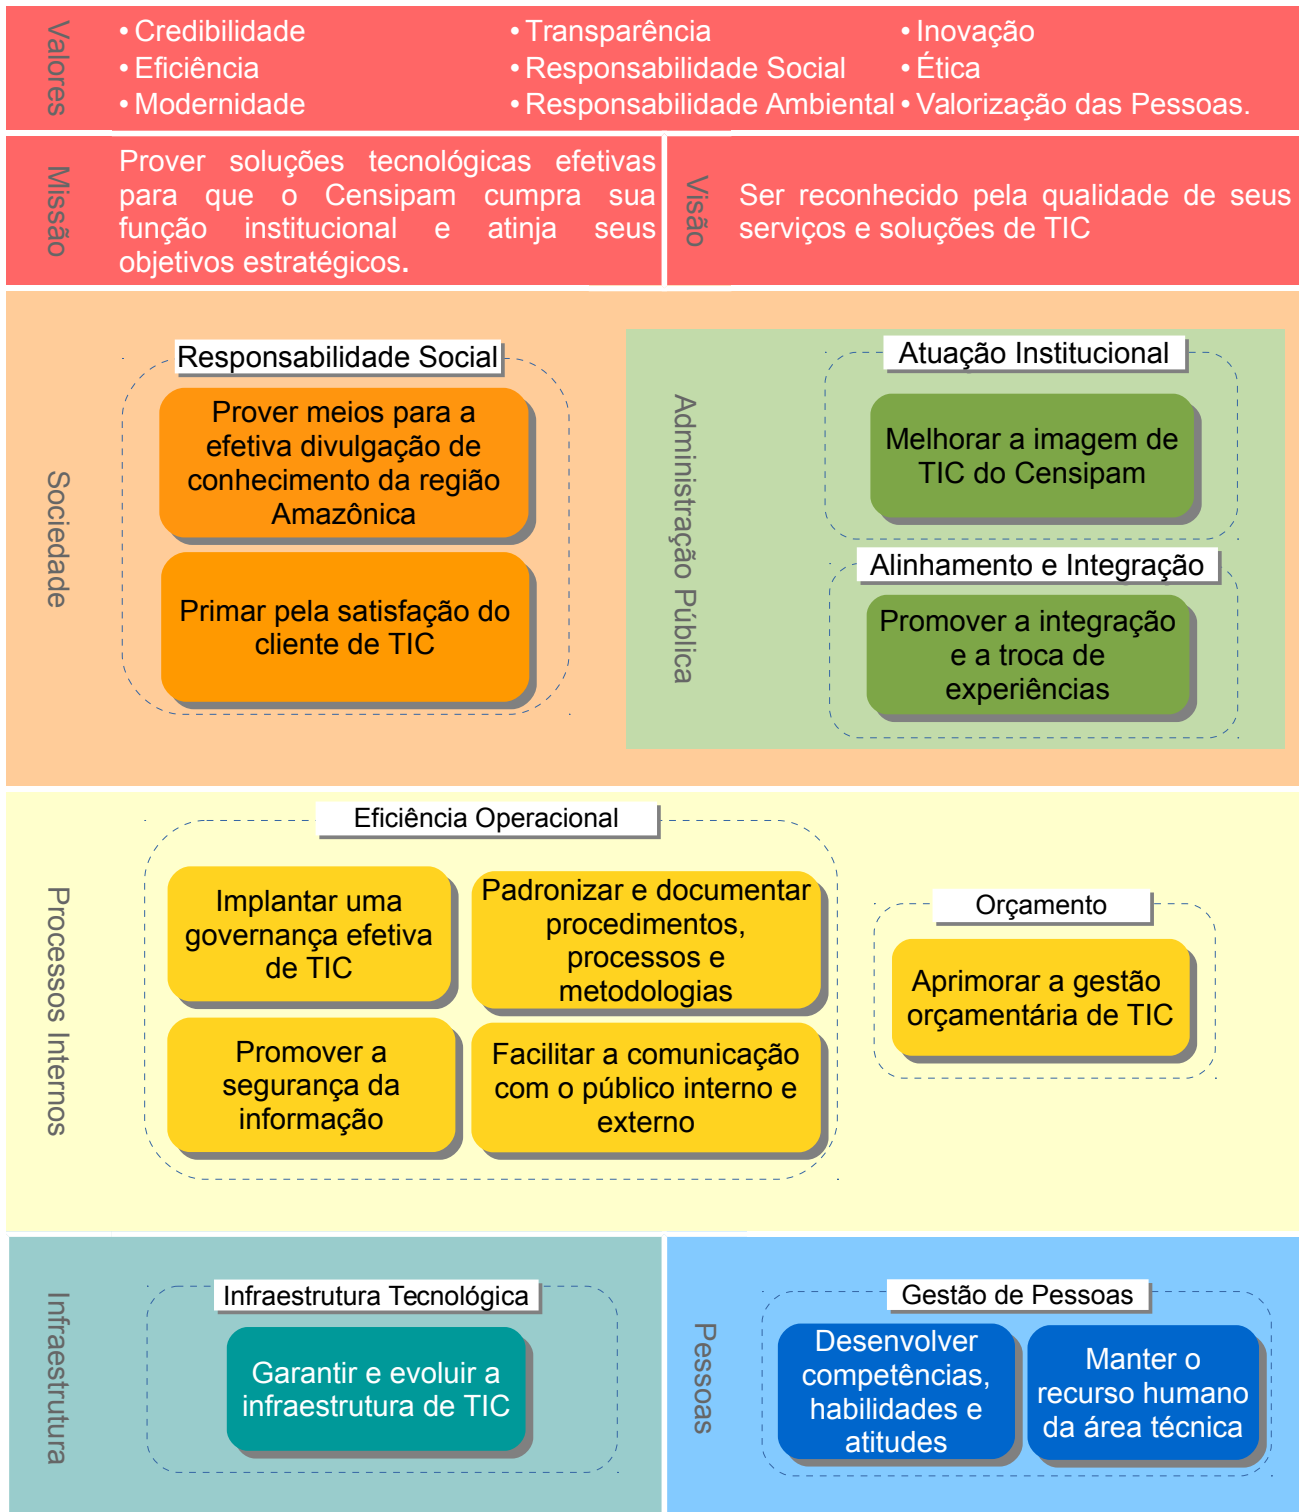 Valores
• Credibilidade
• Eficiência
• Modernidade
• Transparência
• Responsabilidade Social
• Responsabilidade Ambiental
• Inovação
• Ética
• Valorização das Pessoas.
Misssão
Prover soluções tecnológicas efetivas
para que o Censipam cumpra sua
função institucional e atinja seus
objetivos estratégicos.
Visão
Ser reconhecido pela qualidade de seus
serviços e soluções de TIC
Sociedade
Responsabilidade Social
Prover meios para a
efetiva divulgação de
conhecimento da região
Amazônica
Primar pela satisfação do
cliente de TIC
Administração Pública
Atuação Institucional
Melhorar a imagem de
TIC do Censipam
Alinhamento e Integração
Promover a integração
e a troca de
experiências
Processos Internos
Eficiência Operacional
Implantar uma
governança efetiva
de TIC
Padronizar e documentar
procedimentos,
processos e
metodologias
Promover a
segurança da
informação
Facilitar a comunicação
com o público interno e
externo
Orçamento
Aprimorar a gestão
orçamentária de TIC
Infraestrutura
Infraestrutura Tecnológica
Garantir e evoluir a
infraestrutura de TIC
Pessoas
Gestão de Pessoas
Desenvolver
competências,
habilidades e
atitudes
Manter o
recurso humano
da área técnica